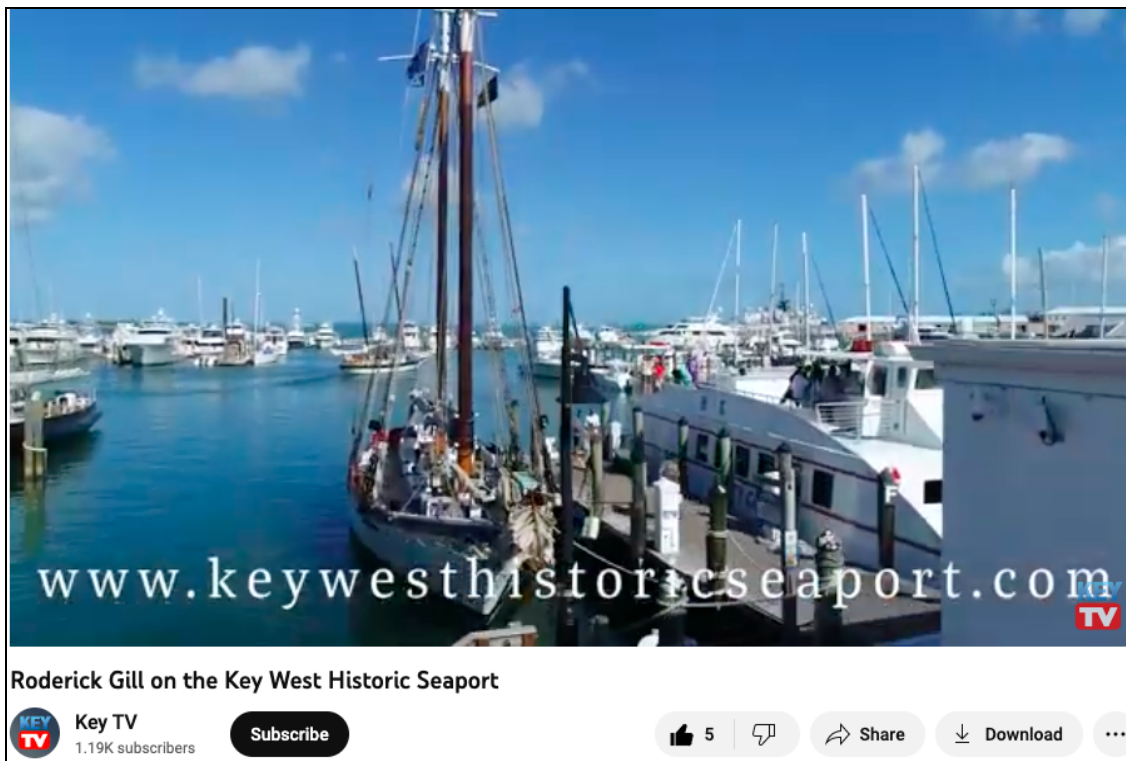 www.keywesthistoricseaport.com
KEY
TV
Roderick Gill on the Key West Historic Seaport
KEY
TV
Key TV
1.19K subscribers
Subscribe
5
Share
Download
F